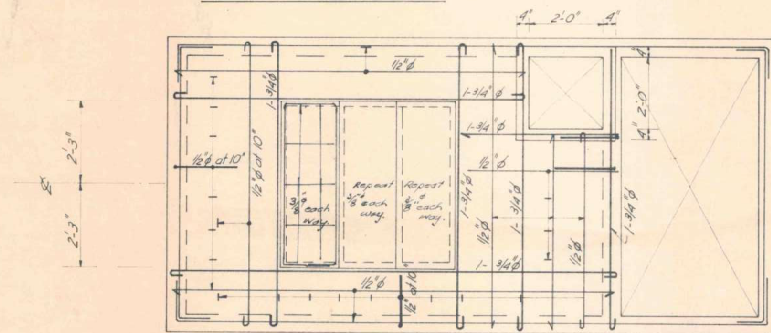 4" 2'-0" 4"
1/2"ϕ
1-3/4"ϕ
1-3/4"ϕ
4"
2'-0"
4"
1-3/4"ϕ
2'-3"
1/2"ϕ at 10"
1/2"ϕ at 10"
1/2"ϕ
3/8"ϕ each way.
Repeat 3/8"ϕ each way.
Repeat 3/8"ϕ each way.
1-3/4"ϕ
1/2"ϕ
1-3/4"ϕ
1/2"ϕ
1-3/4"ϕ
2'-3"
1-3/4"ϕ
1/2"ϕ
1/2" at 10